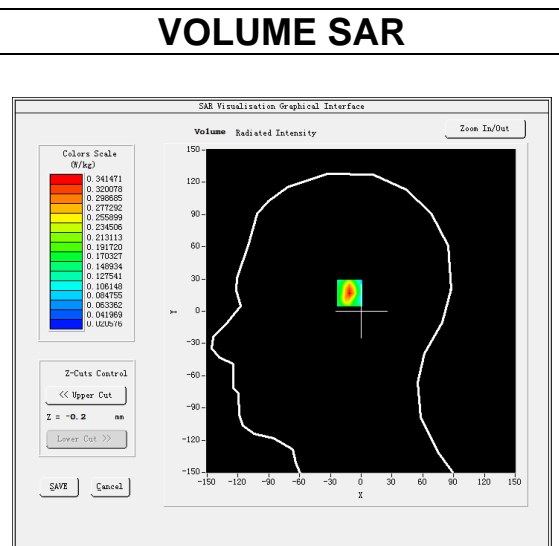 VOLUME SAR
SAR Visualisation Graphical Interface
Volume Radiated Intensity
Zoom In/Out
Colors Scale
(W/kg)
0.341471
0.320078
0.298685
0.277292
0.255899
0.234506
0.213113
0.191720
0.170327
0.148934
0.127541
0.106148
0.084755
0.063362
0.041969
0.020576
Z-Cuts Control
<< Upper Cut
Z = -0.2 mm
Lower Cut >>
SAVE Cancel
150
120
90
60
30
0
-30
-60
-90
-120
-150
Y
-150 -120 -90 -60 -30 0 30 60 90 120 150
X